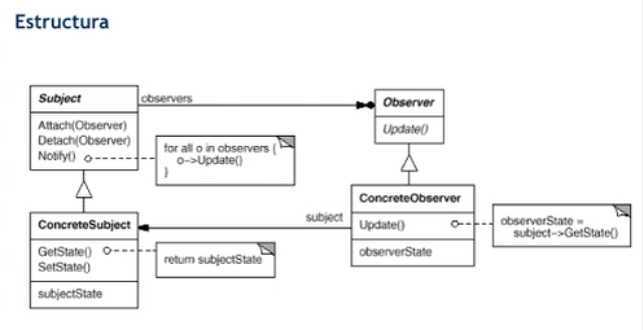 Estructura
Subject
observers
Observer
Attach(Observer)
Detach(Observer)
Notify()
Update()
for all o in observers {
o->Update()
}
ConcreteObserver
ConcreteSubject
subject
Update()
observerState =
subject->GetState()
GetState()
SetState()
return subjectState
observerState
subjectState